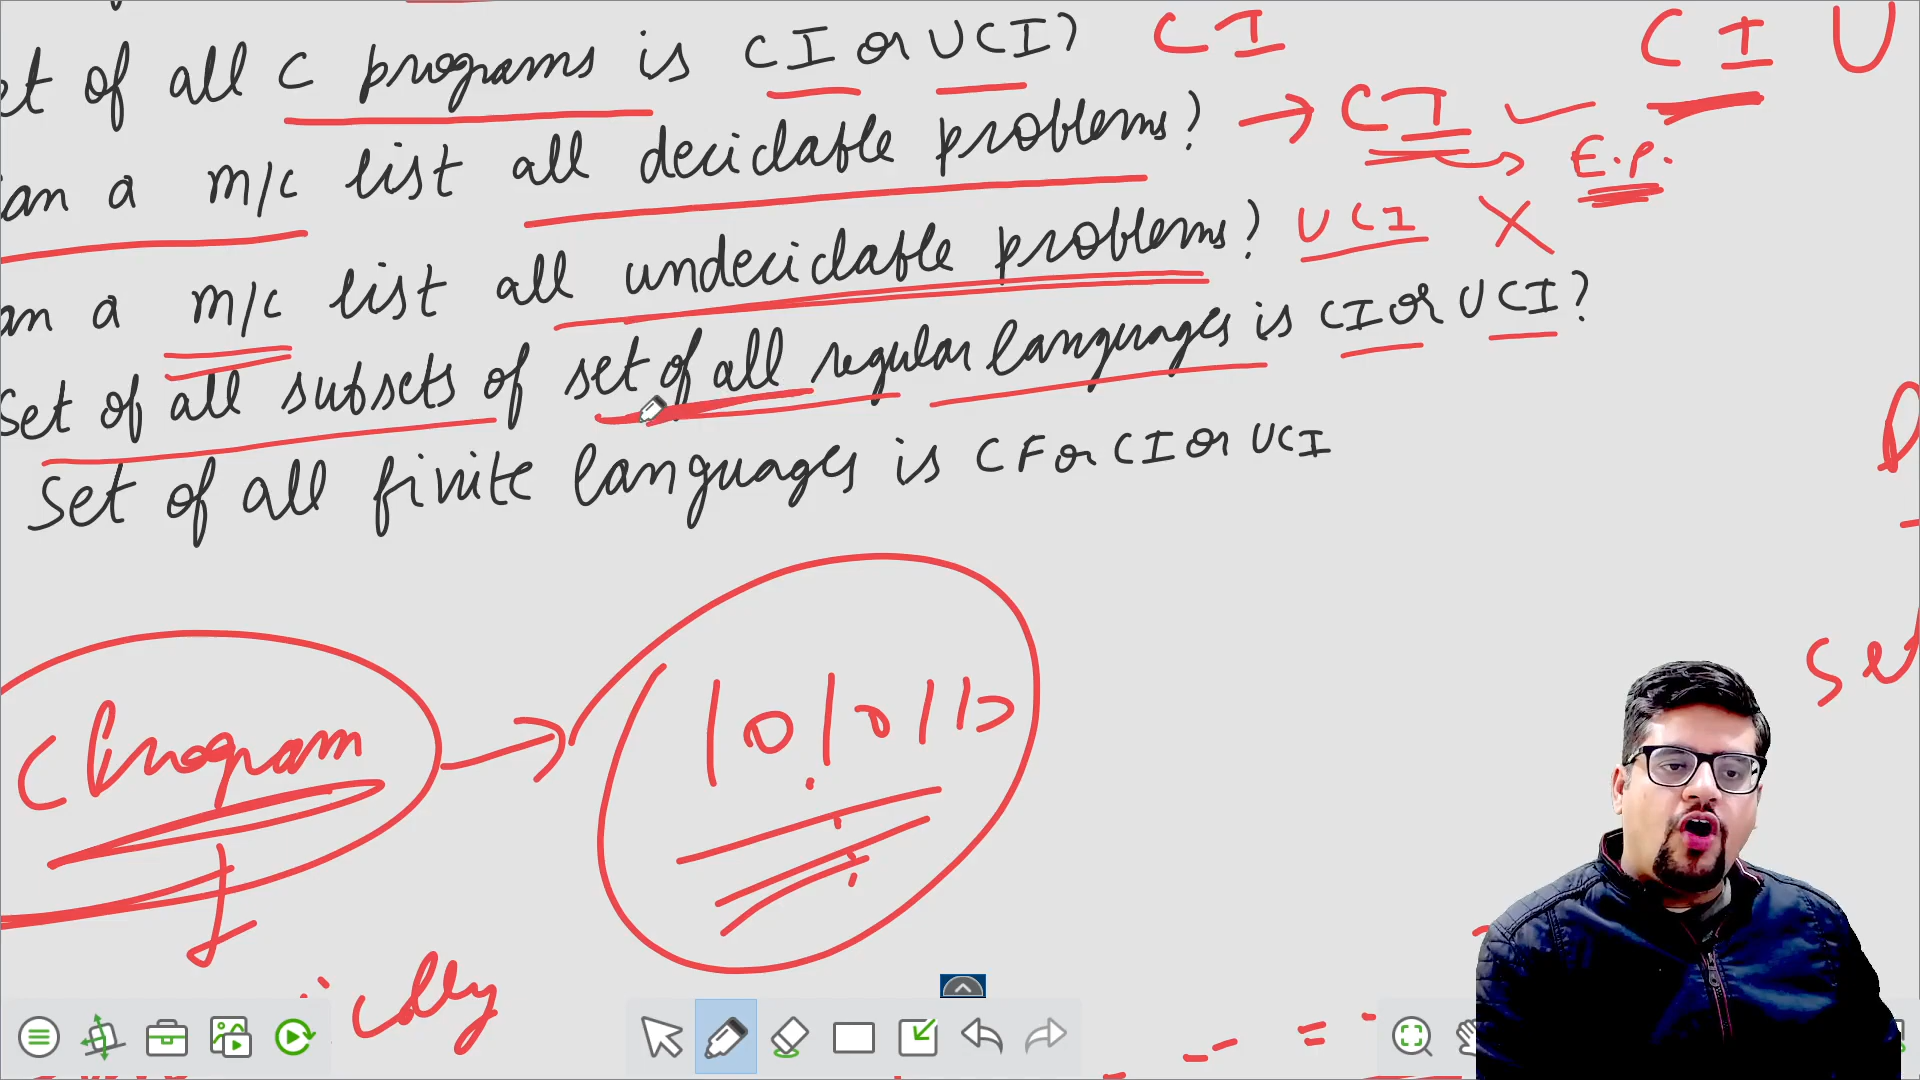 et of all C programs is CI or UCI? CI CI U
an a m/c list all decidable problems? → CI ✓ E.P.
an a m/c list all undecidable problems? UCI X
Set of all subsets of set of all regular languages is CI or UCI?
Set of all finite languages is CF or CI or UCI
C Program → 1010110
Se